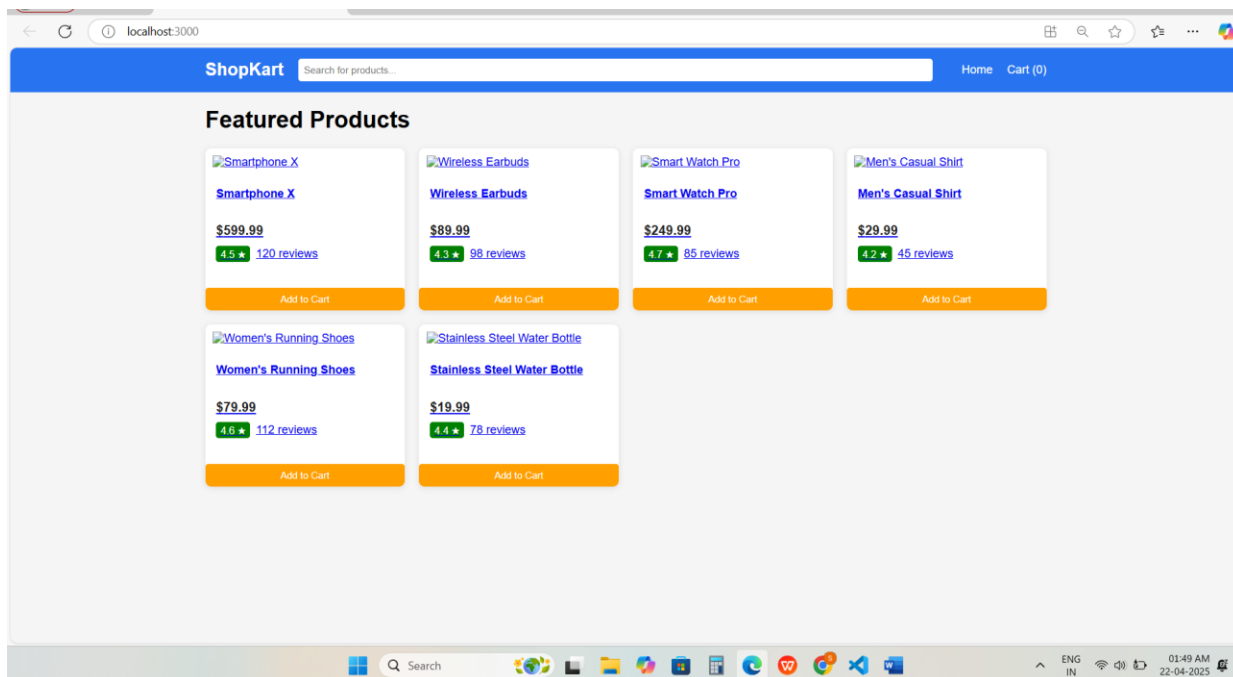 localhost:3000
ShopKart Search for products... Home Cart (0)
Featured Products
Smartphone X Wireless Earbuds Smart Watch Pro Men's Casual Shirt
Smartphone X Wireless Earbuds Smart Watch Pro Men's Casual Shirt
$599.99 $89.99 $249.99 $29.99
4.5 ★ 120 reviews 4.3 ★ 98 reviews 4.7 ★ 85 reviews 4.2 ★ 45 reviews
Add to Cart Add to Cart Add to Cart Add to Cart
Women's Running Shoes Stainless Steel Water Bottle
Women's Running Shoes Stainless Steel Water Bottle
$79.99 $19.99
4.6 ★ 112 reviews 4.4 ★ 78 reviews
Add to Cart Add to Cart
Search ENG 01:49 AM
IN 22-04-2025